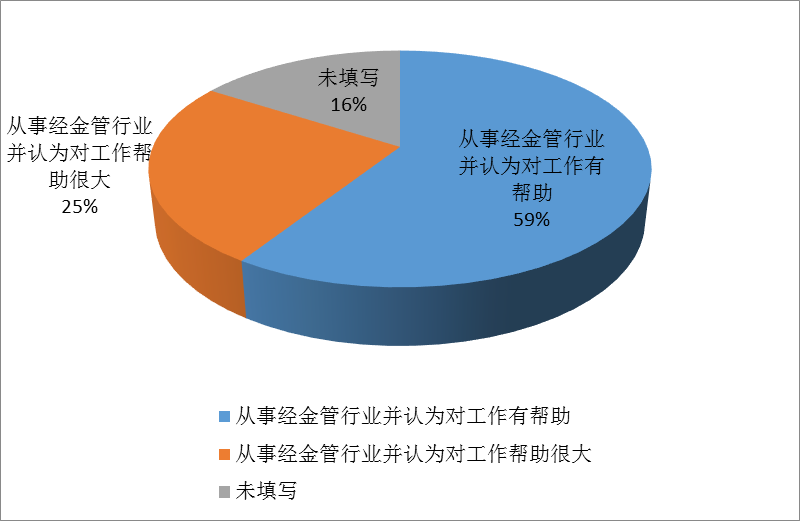 未填写
16%
从事经金管行业
并认为对工作帮
助很大
25%
从事经金管行业
并认为对工作有
帮助
59%
从事经金管行业并认为对工作有帮助
从事经金管行业并认为对工作帮助很大
未填写